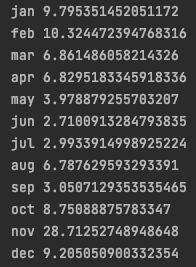 jan 9.795351452051172
feb 10.324472394768316
mar 6.861486058214326
apr 6.8295183345918336
may 3.978879255703207
jun 2.7100913284793835
jul 2.9933914998925224
aug 6.787629593293391
sep 3.0507129353535465
oct 8.75088875783347
nov 28.71252748948648
dec 9.205050900332354